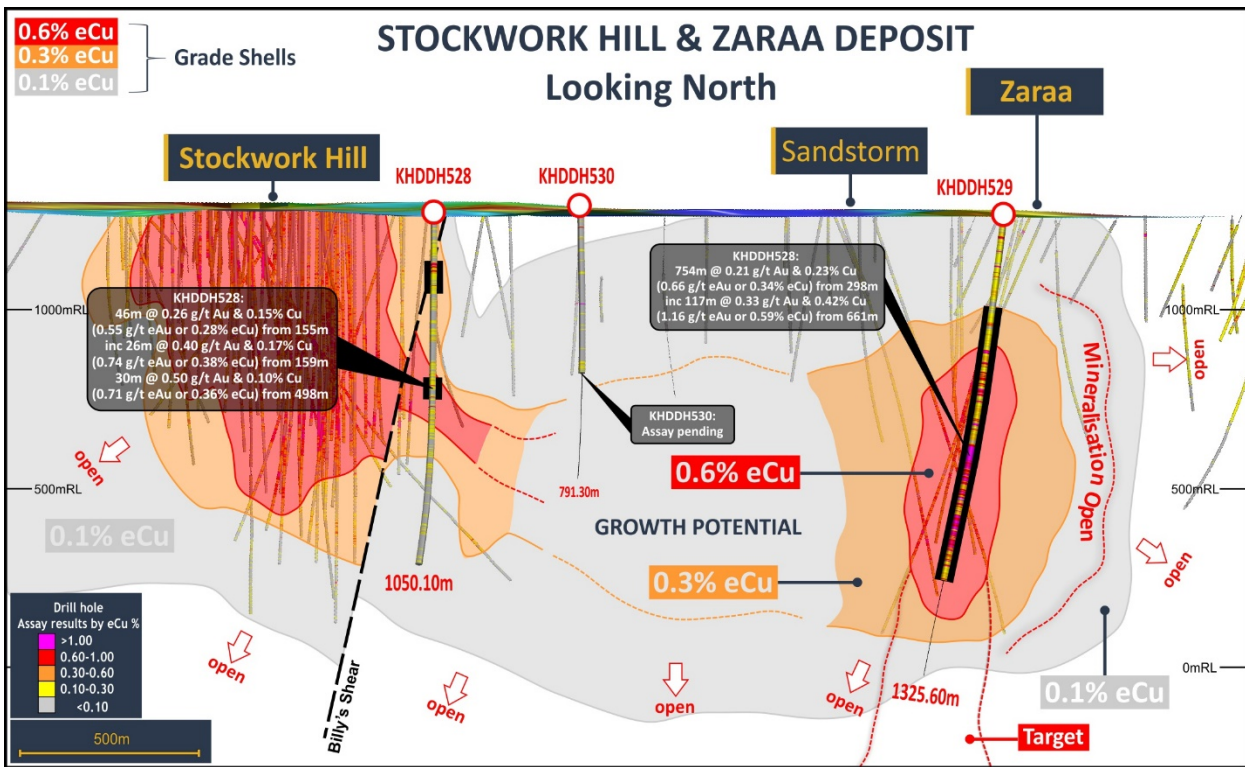 0.6% eCu
0.3% eCu
0.1% eCu
Grade Shells
STOCKWORK HILL & ZARAA DEPOSIT
Looking North
Stockwork Hill
KHDDH528
KHDDH530
Sandstorm
Zaraa
KHDDH529
KHDDH528:
46m @ 0.26 g/t Au & 0.15% Cu
(0.55 g/t eAu or 0.28% eCu) from 155m
inc 26m @ 0.40 g/t Au & 0.17% Cu
(0.74 g/t eAu or 0.38% eCu) from 159m
30m @ 0.50 g/t Au & 0.10% Cu
(0.71 g/t eAu or 0.36% eCu) from 498m
KHDDH528:
754m @ 0.21 g/t Au & 0.23% Cu
(0.66 g/t eAu or 0.34% eCu) from 298m
inc 117m @ 0.33 g/t Au & 0.42% Cu
(1.16 g/t eAu or 0.59% eCu) from 661m
KHDDH530:
Assay pending
1000mRL
1000mRL
500mRL
500mRL
0mRL
open
open
open
open
open
open
open
Mineralisation Open
791.30m
0.6% eCu
GROWTH POTENTIAL
0.3% eCu
0.1% eCu
0.1% eCu
1050.10m
1325.60m
Billy's Shear
Target
Drill hole
Assay results by eCu %
>1.00
0.60-1.00
0.30-0.60
0.10-0.30
<0.10
500m